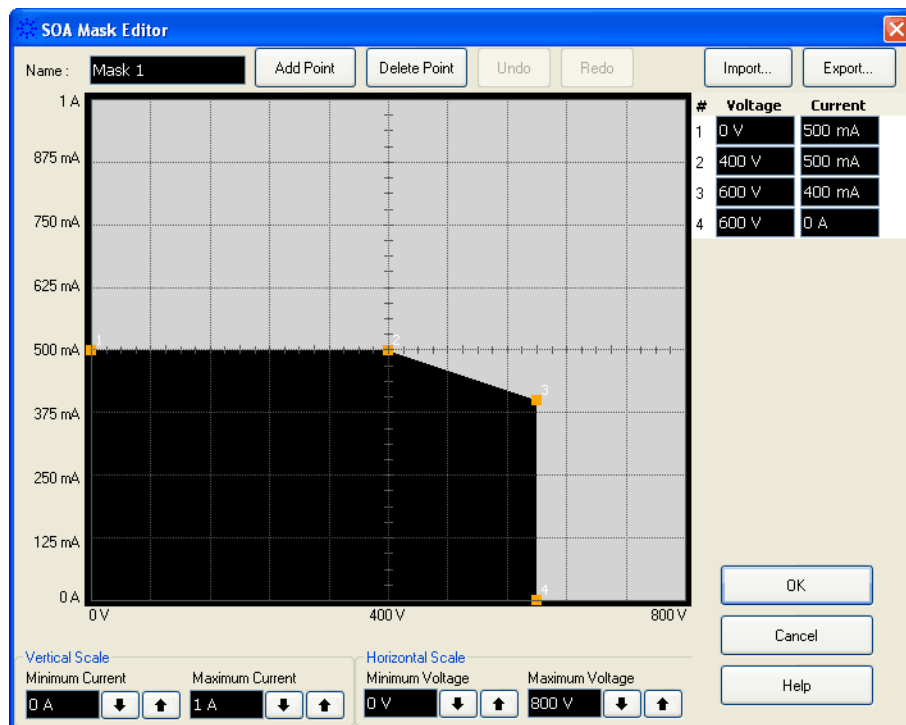 SOA Mask Editor
Name : Mask 1 Add Point Delete Point Undo Redo Import... Export...
# Voltage Current
1 0 V 500 mA
2 400 V 500 mA
3 600 V 400 mA
4 600 V 0 A
1 A
875 mA
750 mA
625 mA
500 mA
375 mA
250 mA
125 mA
0 A
1
2
3
4
0 V 400 V 800 V
OK
Cancel
Help
Vertical Scale
Minimum Current Maximum Current
0 A 1 A
Horizontal Scale
Minimum Voltage Maximum Voltage
0 V 800 V